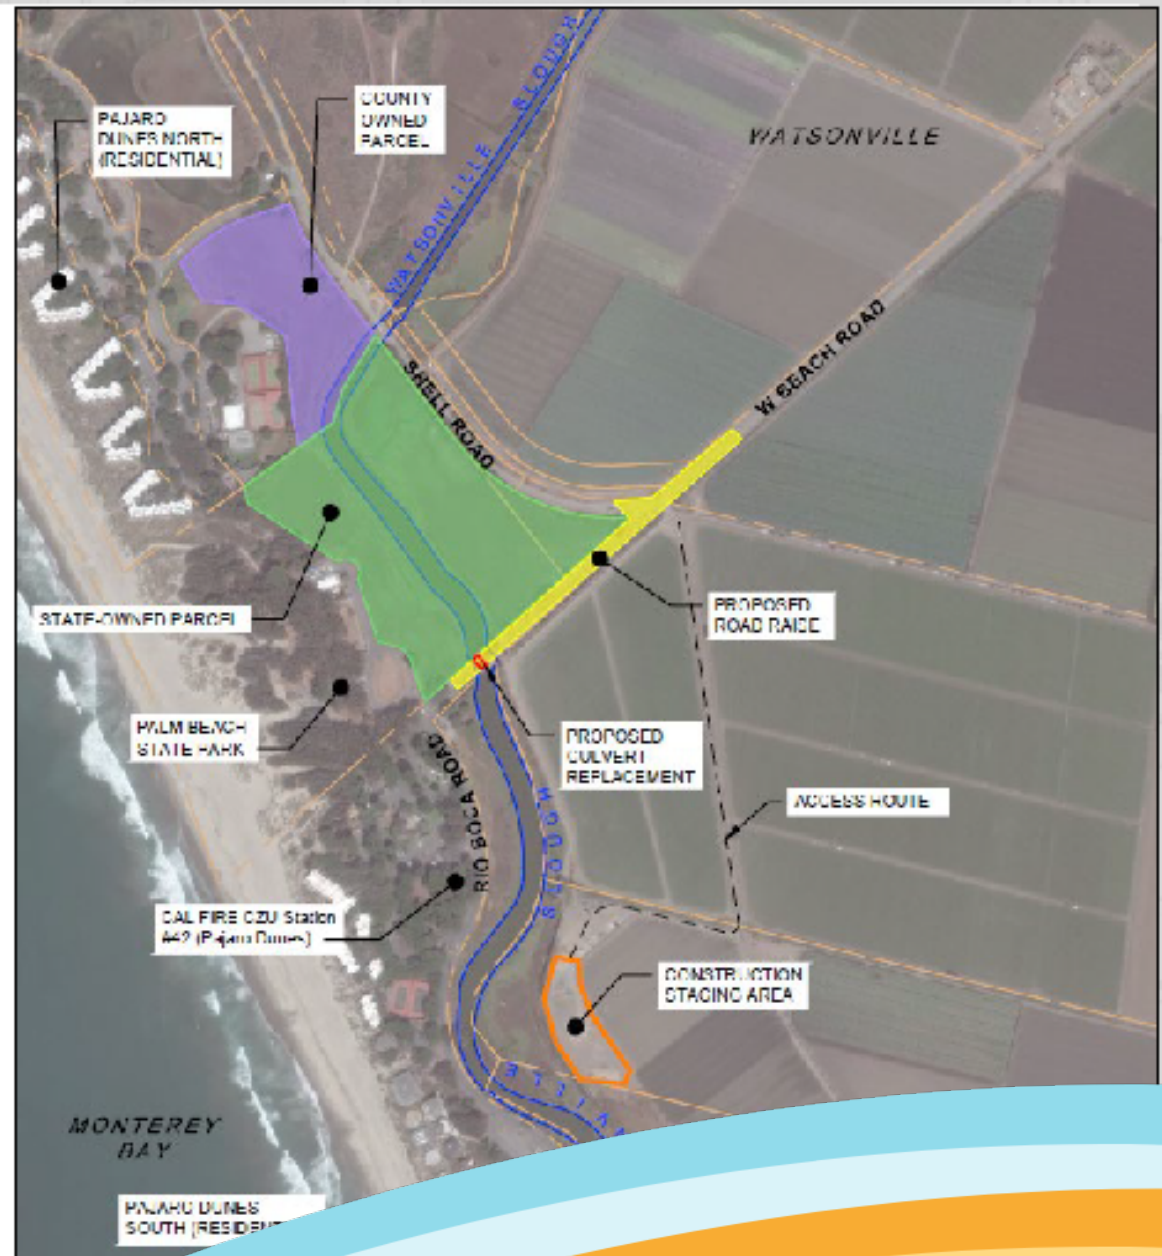 PAJARO
DUNES NORTH
(RESIDENTIAL)
COUNTY
OWNED
PARCEL
WATSONVILLE SLOUGH
WATSONVILLE
SHELL ROAD
W BEACH ROAD
STATE-OWNED PARCEL
PROPOSED
ROAD RAISE
PALM BEACH
STATE PARK
PROPOSED
CULVERT
REPLACEMENT
RIO BOCA ROAD
ACCESS ROUTE
SLOUGH
CAL FIRE CZU Station
#42 (Pajaro Dunes)
CONSTRUCTION
STAGING AREA
MONTEREY
BAY
PAJARO DUNES
SOUTH